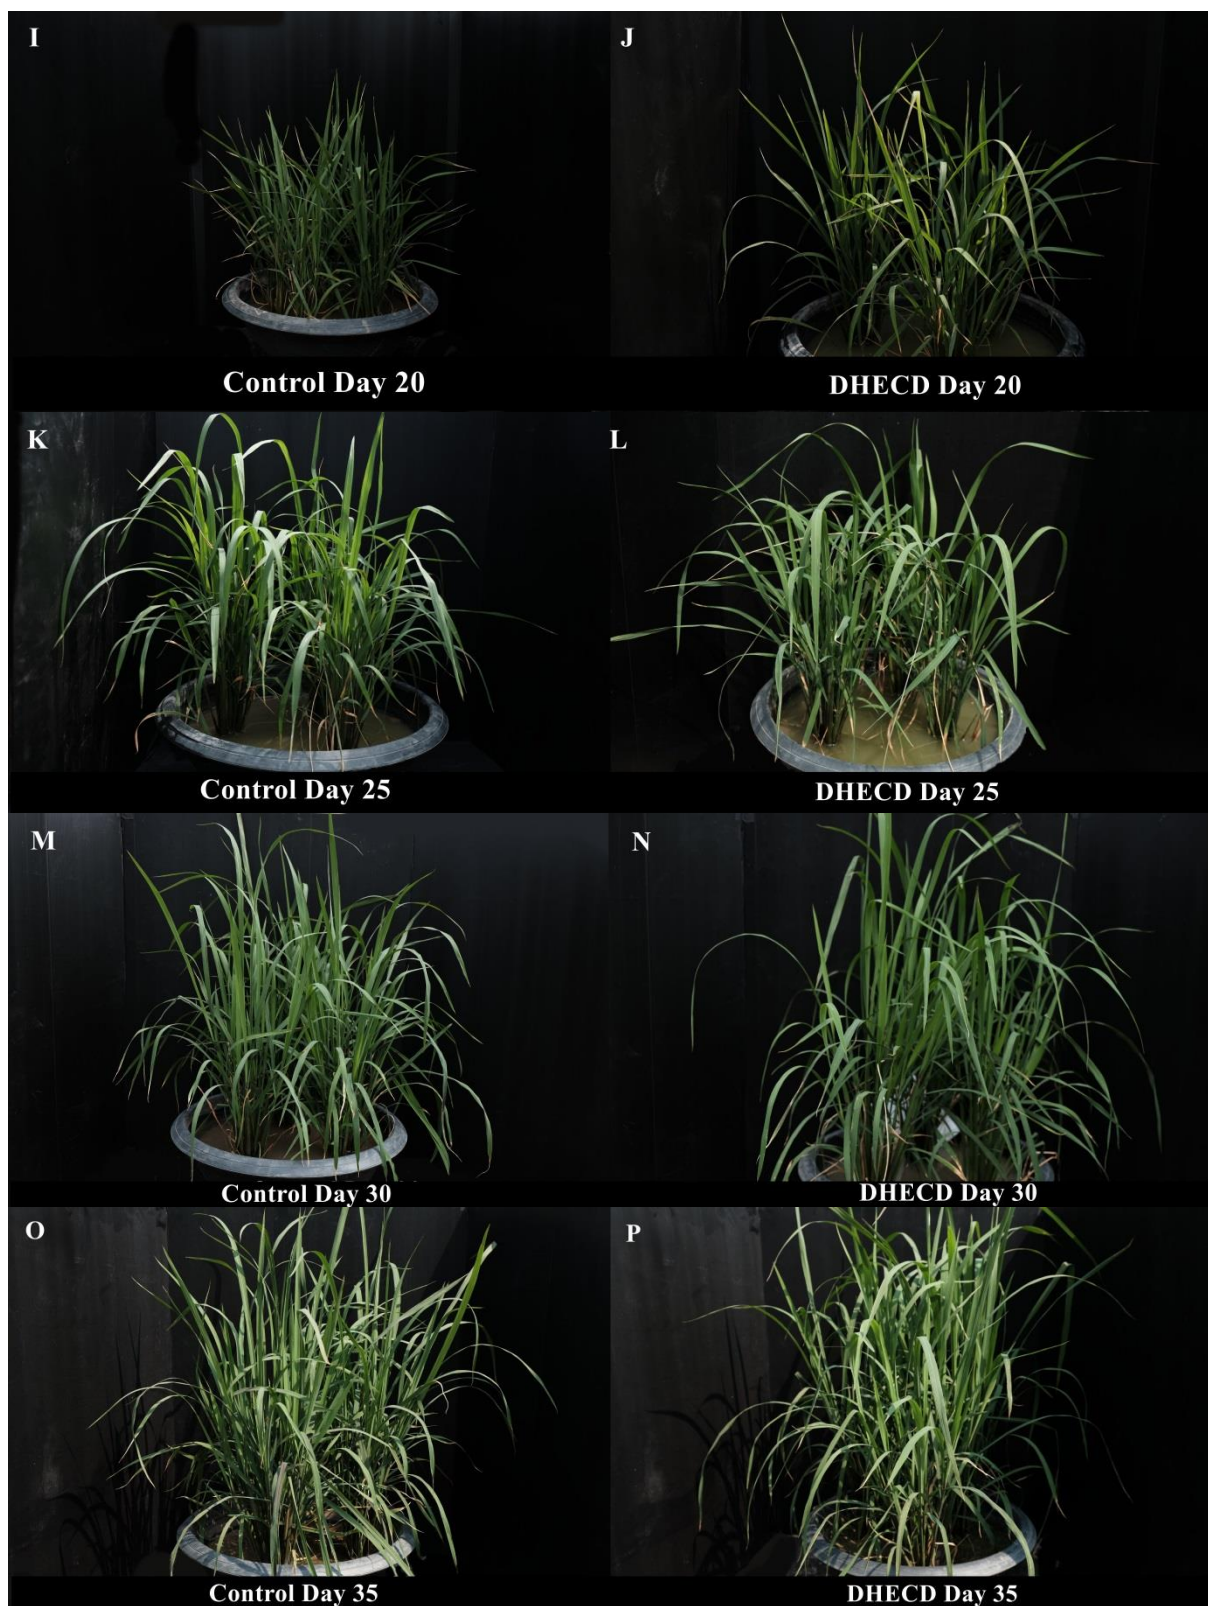 I
J
Control Day 20
DHECD Day 20
K
L
Control Day 25
DHECD Day 25
M
N
Control Day 30
DHECD Day 30
O
P
Control Day 35
DHECD Day 35